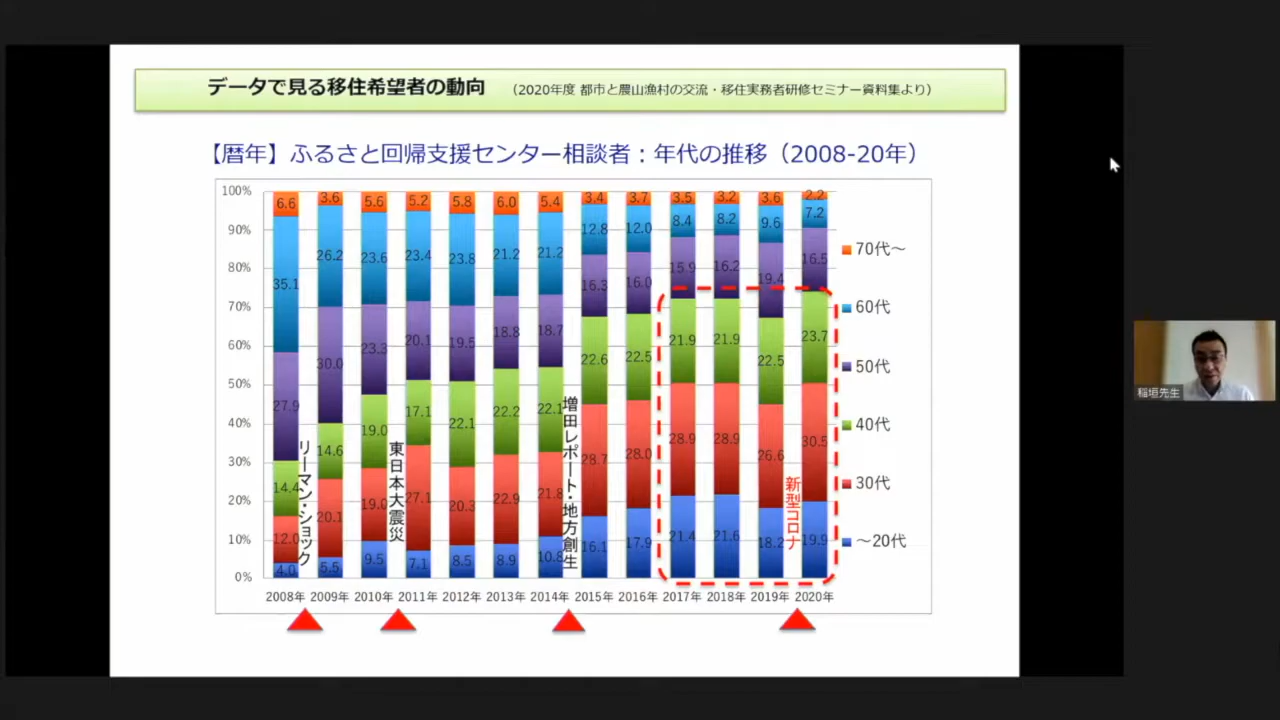 データで見る移住希望者の動向 （2020年度 都市と農山漁村の交流・移住実務者研修セミナー資料集より）
【暦年】ふるさと回帰支援センター相談者：年代の推移（2008-20年）
100%
90%
80%
70%
60%
50%
40%
30%
20%
10%
0%
6.6 3.6 5.6 5.2 5.8 6.0 5.4 3.4 3.7 3.5 3.2 3.6 2.2
35.1 26.2 23.6 23.4 23.8 21.2 21.2 12.8 12.0 8.4 8.2 9.6 7.2
27.9 30.0 23.3 20.1 19.5 18.8 18.7 16.3 16.0 15.9 16.2 19.4 16.5
14.4 14.6 19.0 17.1 22.1 22.2 22.1 22.6 22.5 21.9 21.9 22.5 23.7
12.0 20.1 19.0 27.1 20.3 22.9 21.8 28.7 28.0 28.9 28.9 26.6 30.5
4.0 5.5 9.5 7.1 8.5 8.9 10.8 16.1 17.9 21.4 21.6 18.2 19.9
リーマン・ショック
東日本大震災
増田レポート・地方創生
新型コロナ
70代～
60代
50代
40代
30代
～20代
2008年 2009年 2010年 2011年 2012年 2013年 2014年 2015年 2016年 2017年 2018年 2019年 2020年
稲垣先生